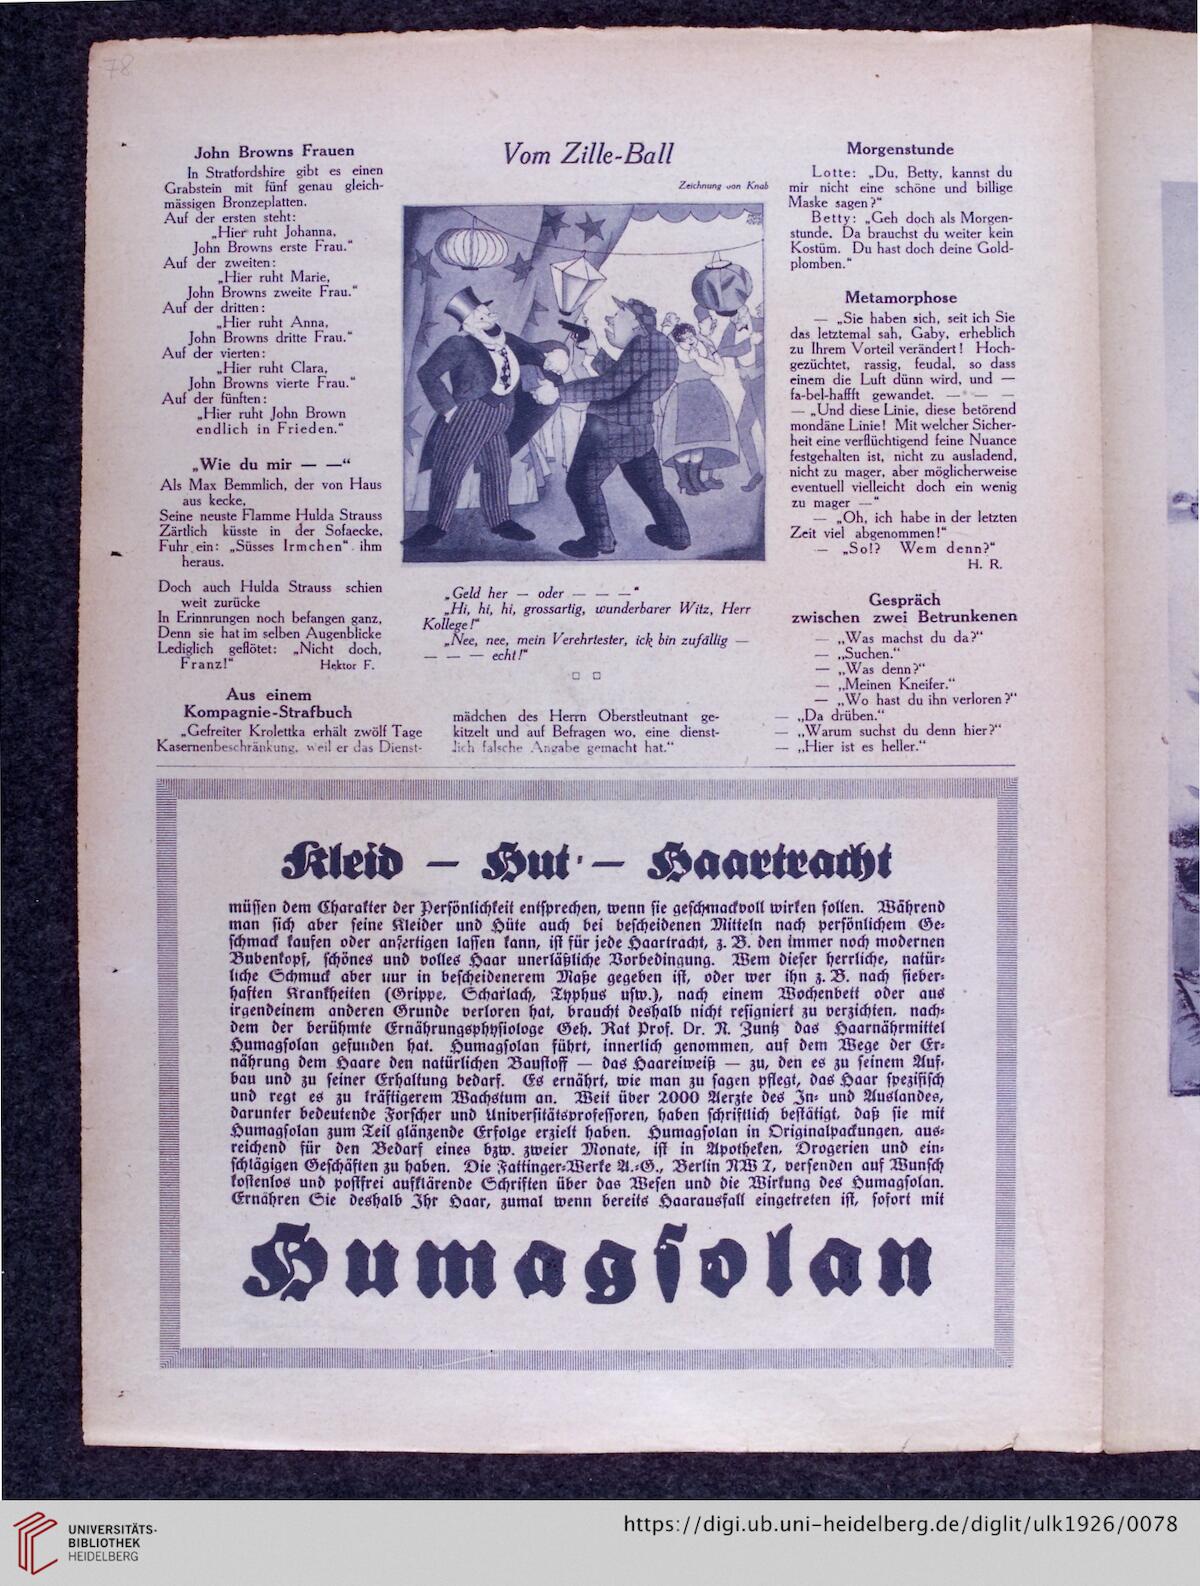 78
John Browns Frauen
In Stratfordshire gibt es einen
Grabstein mit fünf genau gleich-
mässigen Bronzeplatten.
Auf der ersten steht:
„Hier ruht Johanna,
John Browns erste Frau."
Auf der zweiten:
„Hier ruht Marie,
John Browns zweite Frau."
Auf der dritten:
„Hier ruht Anna,
John Browns dritte Frau."
Auf der vierten:
„Hier ruht Clara,
John Browns vierte Frau."
Auf der fünften:
„Hier ruht John Brown
endlich in Frieden."
„Wie du mir — —"
Als Max Bemmlich, der von Haus
aus kecke,
Seine neuste Flamme Hulda Strauss
Zärtlich küsste in der Sofaecke,
Fuhr ein: „Süsses Irmchen" ihm
heraus.
Doch auch Hulda Strauss schien
weit zurücke
In Erinnrungen noch befangen ganz,
Denn sie hat im selben Augenblicke
Lediglich geflötet: „Nicht doch,
Franz!" Hektor F.
Aus einem
Kompagnie-Strafbuch
„Gefreiter Krolettka erhält zwölf Tage
Kasernenbeschränkung, weil er das Dienst-
mädchen des Herrn Oberstleutnant ge-
kitzelt und auf Befragen wo, eine dienst-
lich falsche Angabe gemacht hat."
Vom Zille-Ball
Zeichnung von Knab
„Geld her — oder — — —"
„Hi, hi, hi, grossartig, wunderbarer Witz, Herr
Kollege!"
„Nee, nee, mein Verehrtester, ick bin zufällig —
— — — echt!"
Morgenstunde
Lotte: „Du, Betty, kannst du
mir nicht eine schöne und billige
Maske sagen?"
Betty: „Geh doch als Morgen-
stunde. Da brauchst du weiter kein
Kostüm. Du hast doch deine Gold-
plomben."
Metamorphose
— „Sie haben sich, seit ich Sie
das letztemal sah, Gaby, erheblich
zu Ihrem Vorteil verändert! Hoch-
gezüchtet, rassig, feudal, so dass
einem die Luft dünn wird, und —
fa-bel-haffft gewandet. — — —
— „Und diese Linie, diese betörend
mondäne Linie! Mit welcher Sicher-
heit eine verflüchtigend feine Nuance
festgehalten ist, nicht zu ausladend,
nicht zu mager, aber möglicherweise
eventuell vielleicht doch ein wenig
zu mager —"
— „Oh, ich habe in der letzten
Zeit viel abgenommen!"
— „So!? Wem denn?"
H. R.
Gespräch
zwischen zwei Betrunkenen
— „Was machst du da?"
— „Suchen."
— „Was denn?"
— „Meinen Kneifer."
— „Wo hast du ihn verloren?"
— „Da drüben."
— „Warum suchst du denn hier?"
— „Hier ist es heller."
Kleid — Hut — Haartracht
müssen dem Charakter der Persönlichkeit entsprechen, wenn sie geschmackvoll wirken sollen. Während
man sich aber seine Kleider und Hüte auch bei bescheidenen Mitteln nach persönlichem Ge-
schmack kaufen oder anfertigen lassen kann, ist für jede Haartracht, z. B. den immer noch modernen
Bubenkopf, schönes und volles Haar unerläßliche Vorbedingung. Wem dieser herrliche, natür-
liche Schmuck aber nur in bescheidenerem Maße gegeben ist, oder wer ihn z. B. nach fieber-
haften Krankheiten (Grippe, Scharlach, Typhus usw.), nach einem Wochenbett oder aus
irgendeinem anderen Grunde verloren hat, braucht deshalb nicht resigniert zu verzichten, nach-
dem der berühmte Ernährungsphysiologe Geh. Rat Prof. Dr. N. Zuntz das Haarnährmittel
Humagsolan gefunden hat. Humagsolan führt, innerlich genommen, auf dem Wege der Er-
nährung dem Haare den natürlichen Baustoff — das Haareiweiß — zu, den es zu seinem Auf-
bau und zu seiner Erhaltung bedarf. Es ernährt, wie man zu sagen pflegt, das Haar spezifisch
und regt es zu kräftigerem Wachstum an. Weit über 2000 Aerzte des In- und Auslandes,
darunter bedeutende Forscher und Universitätsprofessoren, haben schriftlich bestätigt, daß sie mit
Humagsolan zum Teil glänzende Erfolge erzielt haben. Humagsolan in Originalpackungen, aus-
reichend für den Bedarf eines bzw. zweier Monate, ist in Apotheken, Drogerien und ein-
schlägigen Geschäften zu haben. Die Fattinger-Werke A.-G., Berlin NW 7, versenden auf Wunsch
kostenlos und postfrei aufklärende Schriften über das Wesen und die Wirkung des Humagsolan.
Ernähren Sie deshalb Ihr Haar, zumal wenn bereits Haarausfall eingetreten ist, sofort mit
Humagsolan
UNIVERSITÄTS-
BIBLIOTHEK
HEIDELBERG
https://digi.ub.uni-heidelberg.de/diglit/ulk1926/0078